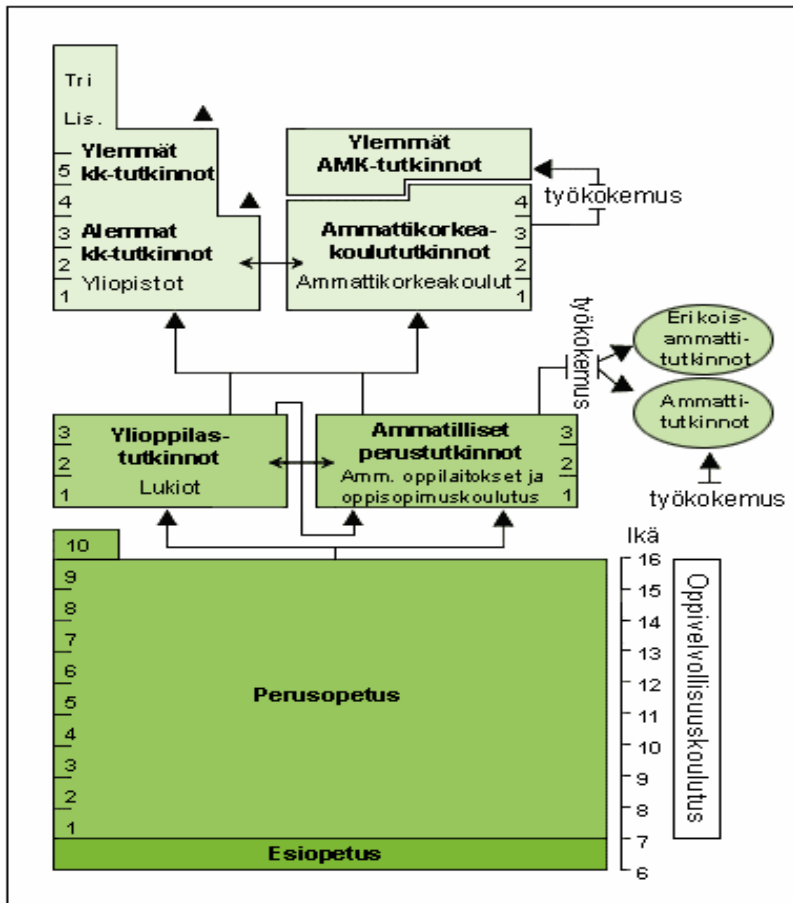 Tri
Lis.
Ylemmät
kk-tutkinnot
5
4
Alemmat
kk-tutkinnot
Yliopistot
3
2
1
Ylemmät
AMK-tutkinnot
työkokemus
Ammattikorkea-
koulututkinnot
Ammattikorkeakoulut
4
3
2
1
työkokemus
Erikois-
ammatti-
tutkinnot
Ammatti-
tutkinnot
työkokemus
Ylioppilas-
tutkinnot
Lukiot
3
2
1
Ammatilliset
perustutkinnot
Amm. oppilaitokset ja
oppisopimuskoulutus
3
2
1
10
9
8
7
6
5
4
3
2
1
Perusopetus
Esiopetus
Ikä
16
15
14
13
12
11
10
9
8
7
6
Oppivelvollisuuskoulutus